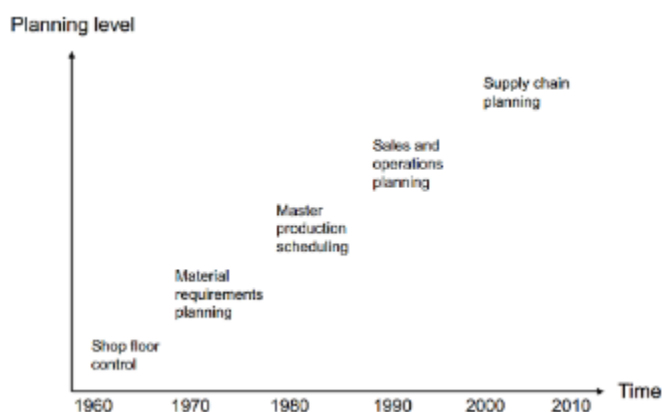 Planning level
Supply chain
planning
Sales and
operations
planning
Master
production
scheduling
Material
requirements
planning
Shop floor
control
Time
1960 1970 1980 1990 2000 2010